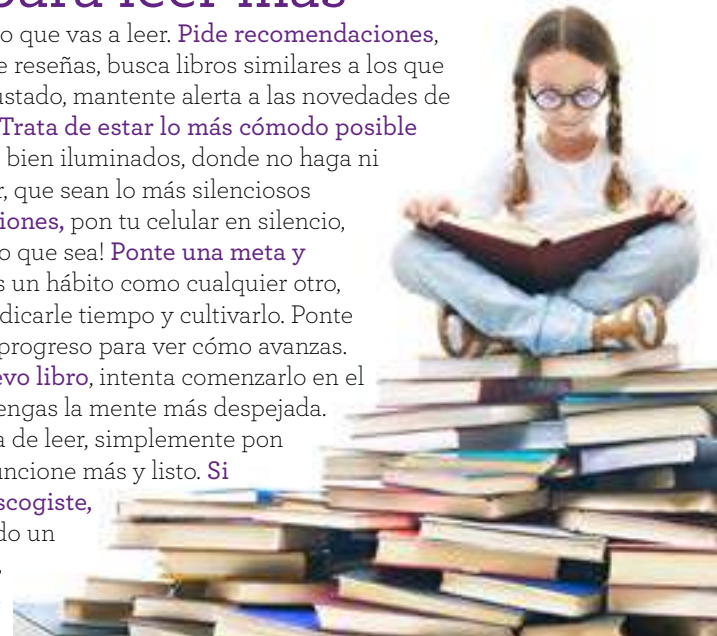 para leer más
o que vas a leer. Pide recomendaciones,
e reseñas, busca libros similares a los que
ustado, mantente alerta a las novedades de
Trata de estar lo más cómodo posible
bien iluminados, donde no haga ni
r, que sean lo más silenciosos
iones, pon tu celular en silencio,
o que sea! Ponte una meta y
s un hábito como cualquier otro,
dicarle tiempo y cultivarlo. Ponte
progreso para ver cómo avanzas.
evo libro, intenta comenzarlo en el
engas la mente más despejada.
a de leer, simplemente pon
uncione más y listo. Si
scogiste,
do un